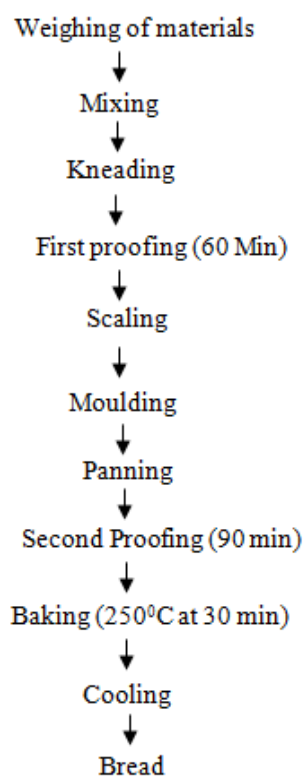 Weighing of materials
Mixing
Kneading
First proofing (60 Min)
Scaling
Moulding
Panning
Second Proofing (90 min)
Baking (250⁰C at 30 min)
Cooling
Bread